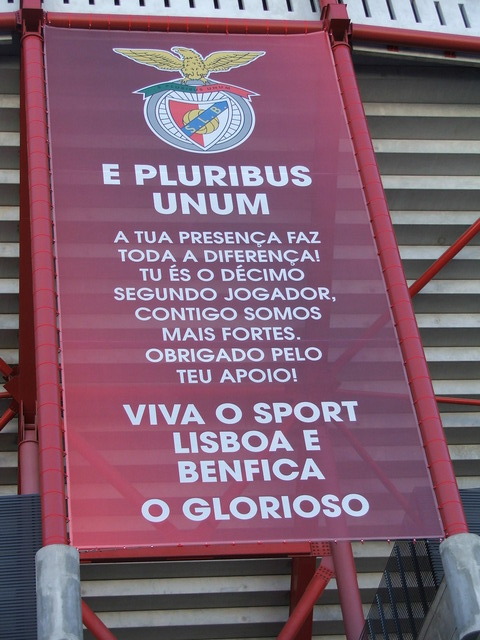 E PLURIBUS
UNUM
A TUA PRESENÇA FAZ
TODA A DIFERENÇA!
TU ÉS O DÉCIMO
SEGUNDO JOGADOR,
CONTIGO SOMOS
MAIS FORTES.
OBRIGADO PELO
TEU APOIO!
VIVA O SPORT
LISBOA E
BENFICA
O GLORIOSO